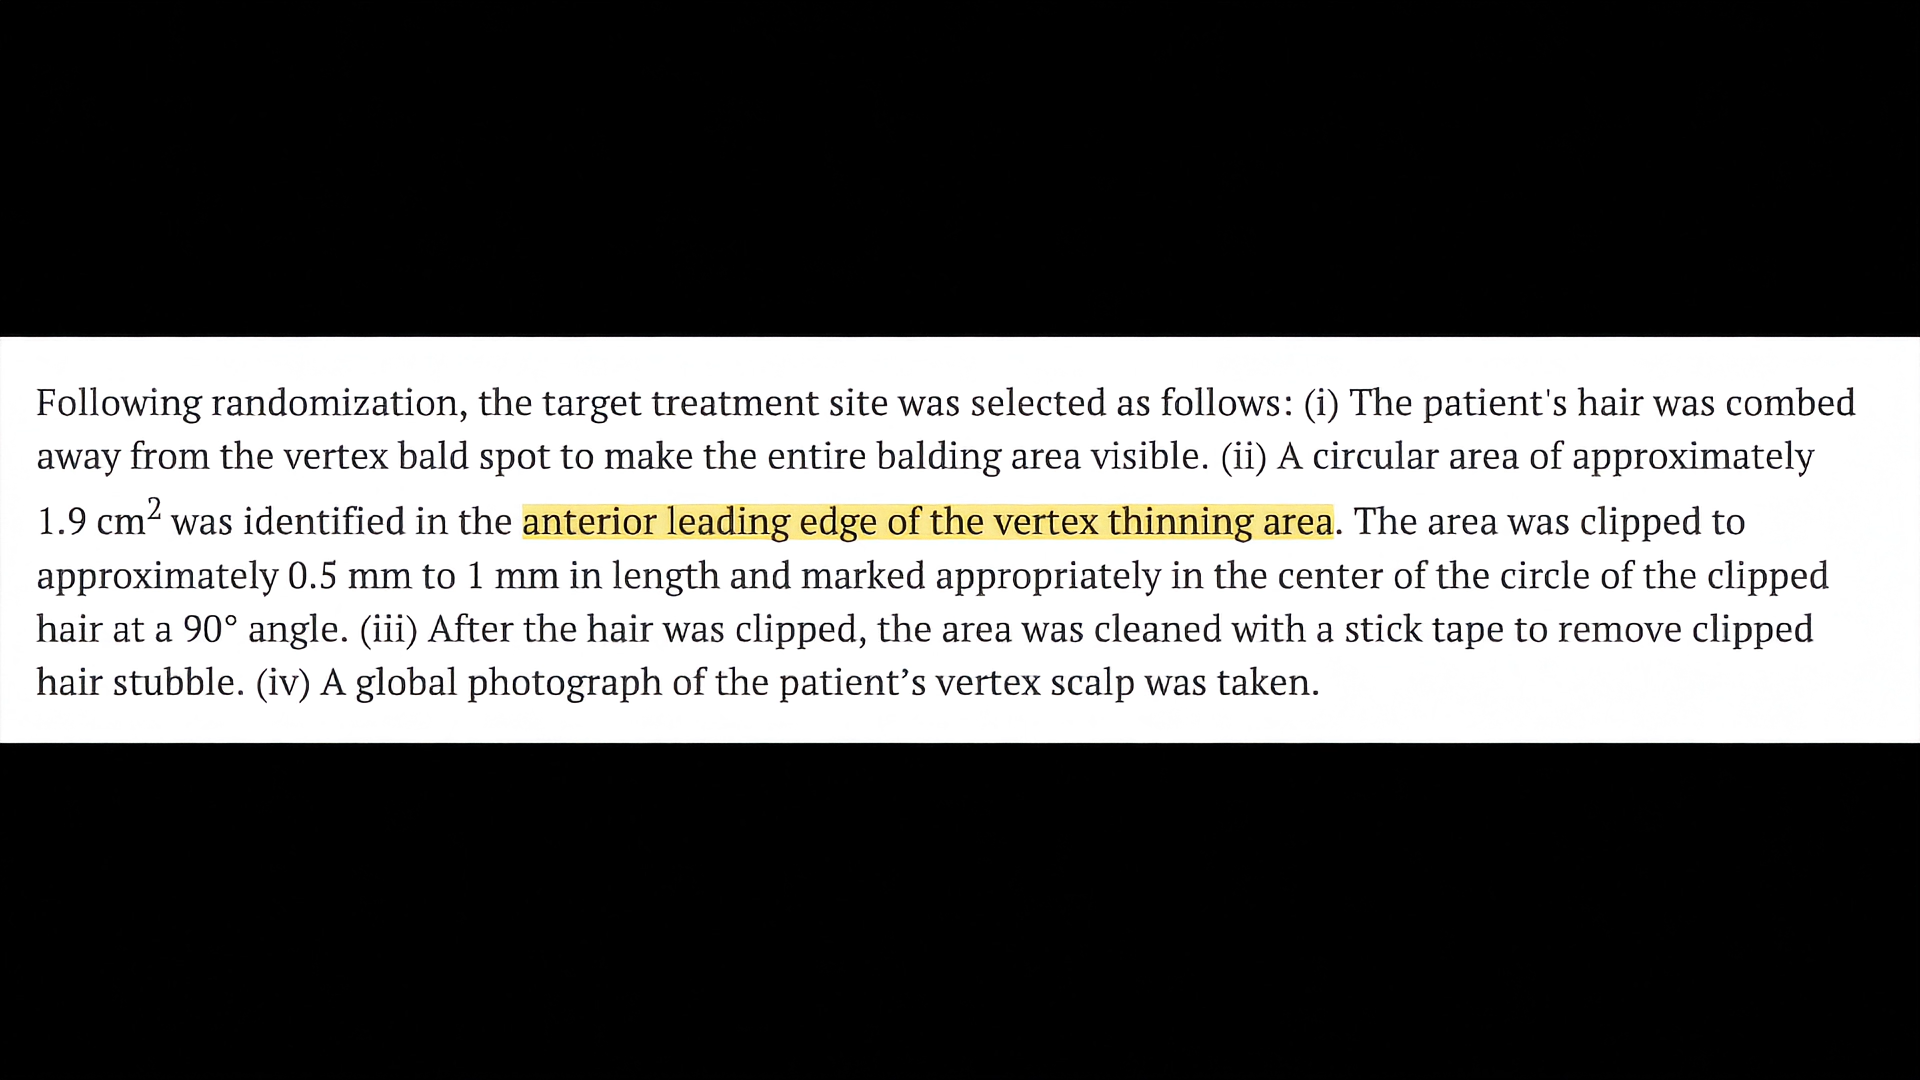 Following randomization, the target treatment site was selected as follows: (i) The patient's hair was combed
away from the vertex bald spot to make the entire balding area visible. (ii) A circular area of approximately
1.9 cm² was identified in the anterior leading edge of the vertex thinning area. The area was clipped to
approximately 0.5 mm to 1 mm in length and marked appropriately in the center of the circle of the clipped
hair at a 90° angle. (iii) After the hair was clipped, the area was cleaned with a stick tape to remove clipped
hair stubble. (iv) A global photograph of the patient’s vertex scalp was taken.